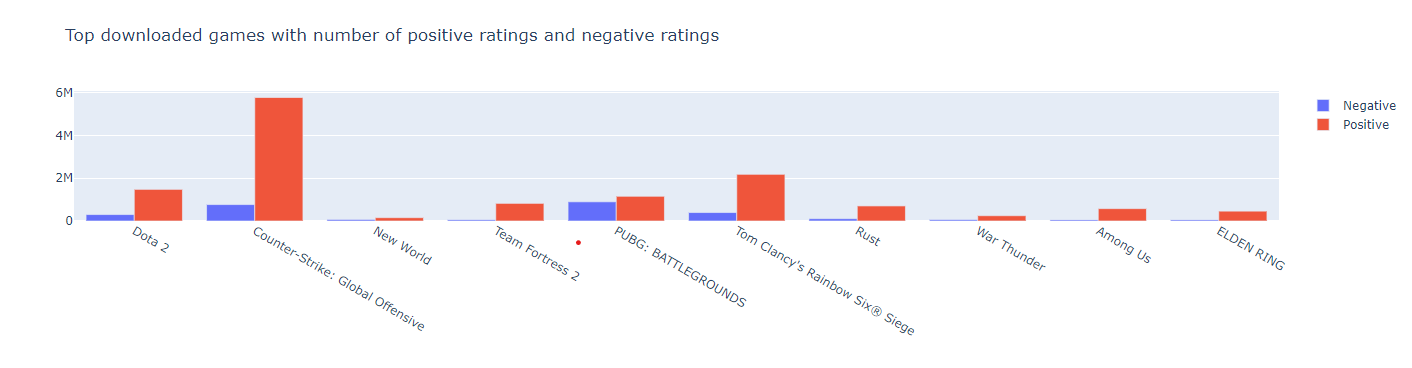 Top downloaded games with number of positive ratings and negative ratings
6M
4M
2M
0
Negative
Positive
Dota 2
Counter-Strike: Global Offensive
New World
Team Fortress 2
PUBG: BATTLEGROUNDS
Tom Clancy's Rainbow Six® Siege
Rust
War Thunder
Among Us
ELDEN RING